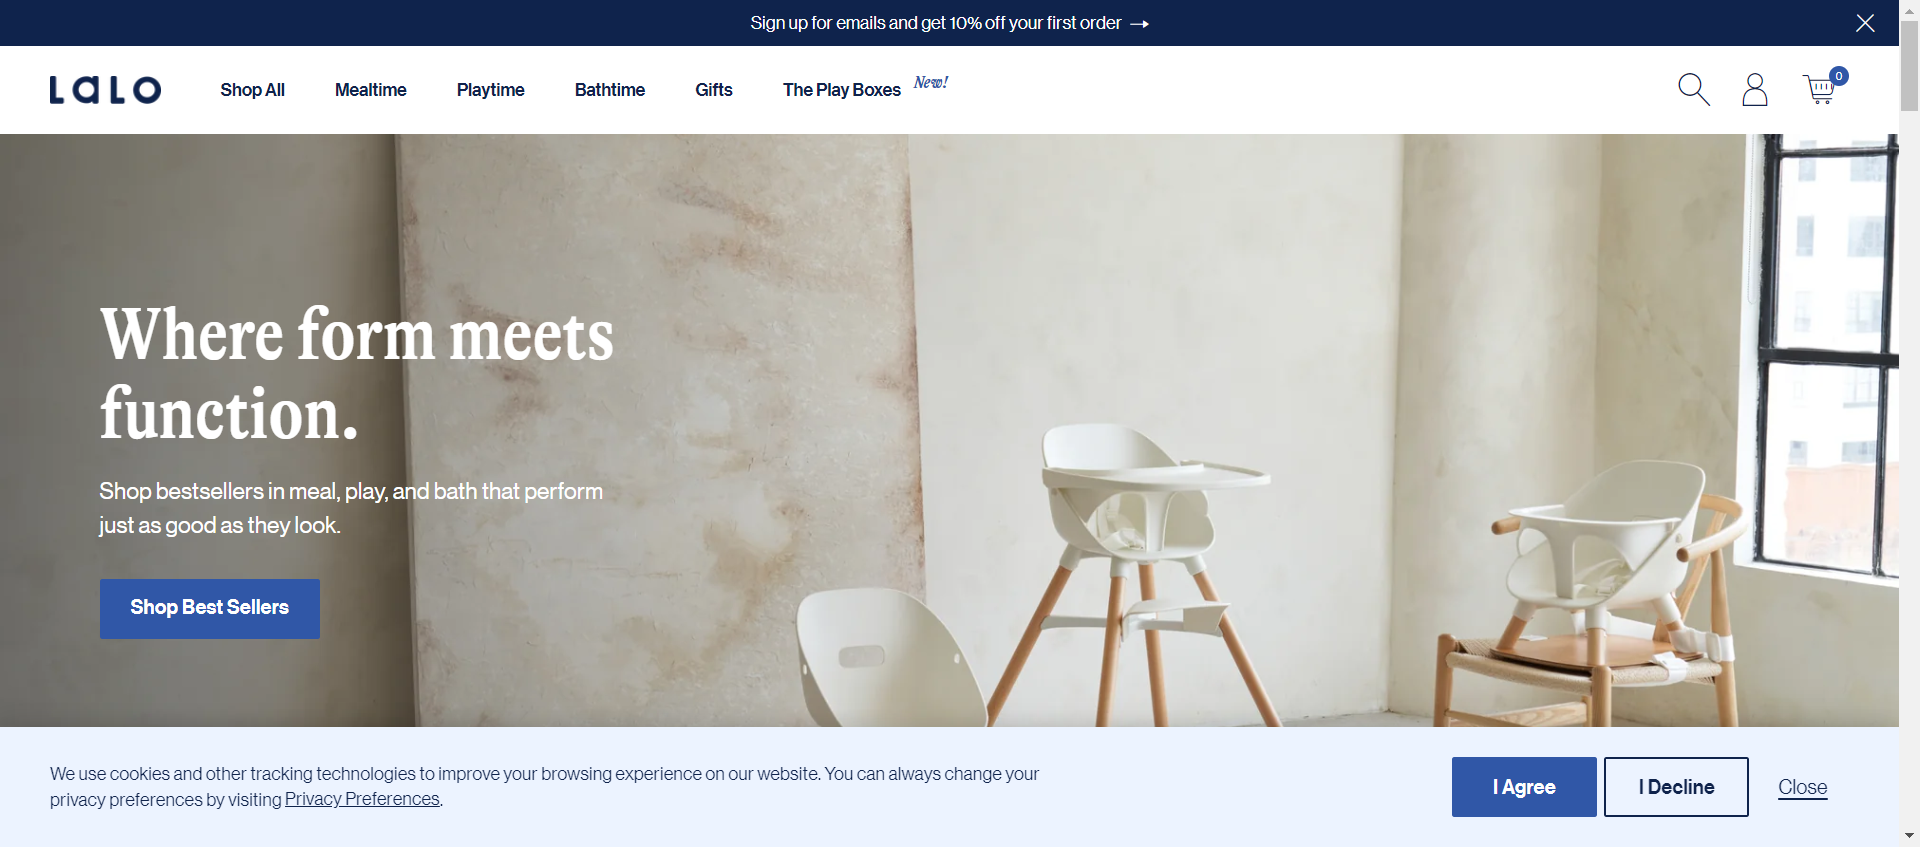 Sign up for emails and get 10% off your first order →
LaLO
Shop All
Mealtime
Playtime
Bathtime
Gifts
The Play Boxes
New!
0
Where form meets
function.
Shop bestsellers in meal, play, and bath that perform
just as good as they look.
Shop Best Sellers
We use cookies and other tracking technologies to improve your browsing experience on our website. You can always change your
privacy preferences by visiting Privacy Preferences.
I Agree
I Decline
Close